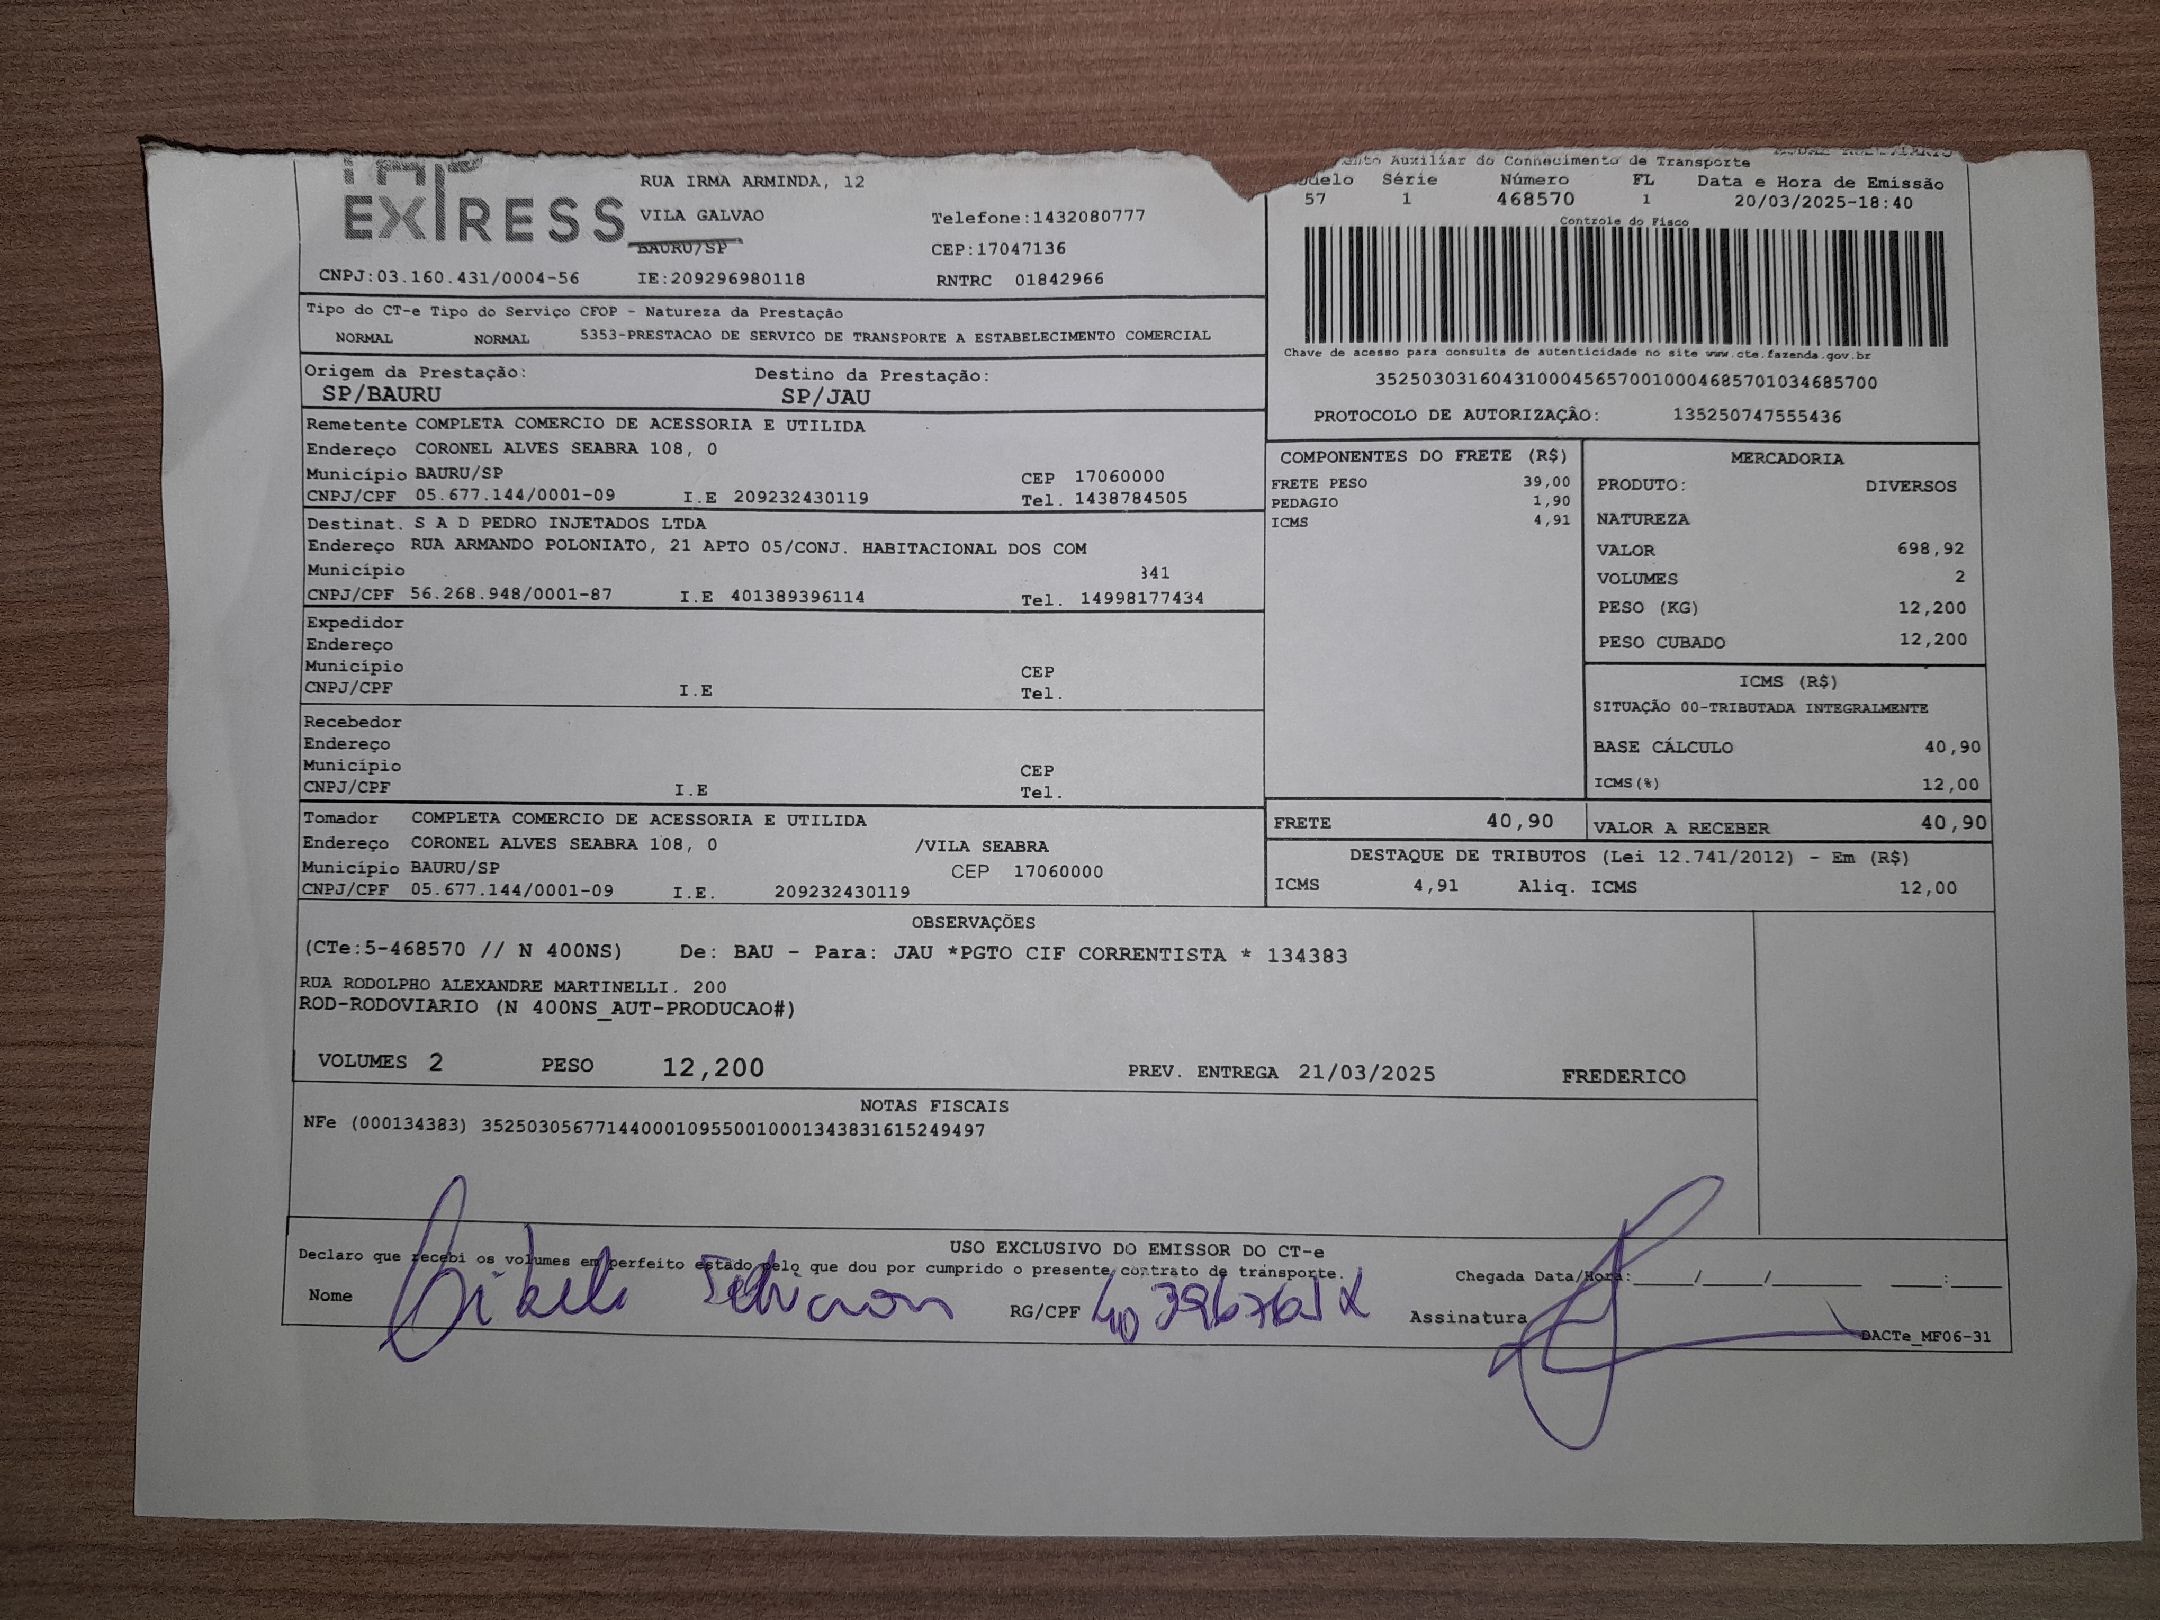 EXPRESS
RUA IRMA ARMINDA, 12
VILA GALVAO
Telefone:1432080777
BAURU/SP
CEP:17047136
CNPJ:03.160.431/0004-56 IE:209296980118 RNTRC 01842966
Auxiliar do Conhecimento de Transporte
Série Número FL Data e Hora de Emissão
57 1 468570 1 20/03/2025-18:40
Controle do Fisco
Chave de acesso para consulta de autenticidade no site www.cte.fazenda.gov.br
35250303160431000456570010004685701034685700
PROTOCOLO DE AUTORIZAÇÃO: 135250747555436
Tipo do CT-e Tipo do Serviço CFOP - Natureza da Prestação
NORMAL NORMAL 5353-PRESTACAO DE SERVICO DE TRANSPORTE A ESTABELECIMENTO COMERCIAL
Origem da Prestação: Destino da Prestação:
SP/BAURU SP/JAU
Remetente COMPLETA COMERCIO DE ACESSORIA E UTILIDA
Endereço CORONEL ALVES SEABRA 108, 0
Município BAURU/SP CEP 17060000
CNPJ/CPF 05.677.144/0001-09 I.E 209232430119 Tel. 1438784505
Destinat. S A D PEDRO INJETADOS LTDA
Endereço RUA ARMANDO POLONIATO, 21 APTO 05/CONJ. HABITACIONAL DOS COM
Município 341
CNPJ/CPF 56.268.948/0001-87 I.E 401389396114 Tel. 14998177434
Expedidor
Endereço
Município CEP
CNPJ/CPF I.E Tel.
Recebedor
Endereço
Município CEP
CNPJ/CPF I.E Tel.
Tomador COMPLETA COMERCIO DE ACESSORIA E UTILIDA
Endereço CORONEL ALVES SEABRA 108, 0 /VILA SEABRA
Município BAURU/SP CEP 17060000
CNPJ/CPF 05.677.144/0001-09 I.E. 209232430119
COMPONENTES DO FRETE (R$)
FRETE PESO 39,00
PEDAGIO 1,90
ICMS 4,91
MERCADORIA
PRODUTO: DIVERSOS
NATUREZA
VALOR 698,92
VOLUMES 2
PESO (KG) 12,200
PESO CUBADO 12,200
ICMS (R$)
SITUAÇÃO 00-TRIBUTADA INTEGRALMENTE
BASE CÁLCULO 40,90
ICMS(%) 12,00
FRETE 40,90 VALOR A RECEBER 40,90
DESTAQUE DE TRIBUTOS (Lei 12.741/2012) - Em (R$)
ICMS 4,91 Aliq. ICMS 12,00
OBSERVAÇÕES
(CTe:5-468570 // N 400NS) De: BAU - Para: JAU *PGTO CIF CORRENTISTA * 134383
RUA RODOLPHO ALEXANDRE MARTINELLI. 200
ROD-RODOVIARIO (N 400NS_AUT-PRODUCAO#)
VOLUMES 2 PESO 12,200 PREV. ENTREGA 21/03/2025 FREDERICO
NOTAS FISCAIS
NFe (000134383) 35250305677144000109550010001343831615249497
USO EXCLUSIVO DO EMISSOR DO CT-e
Declaro que recebi os volumes em perfeito estado pelo que dou por cumprido o presente contrato de transporte.
Chegada Data/Hora:_____/_____/________ ____:____
Nome RG/CPF Assinatura
DACTe_MF06-31